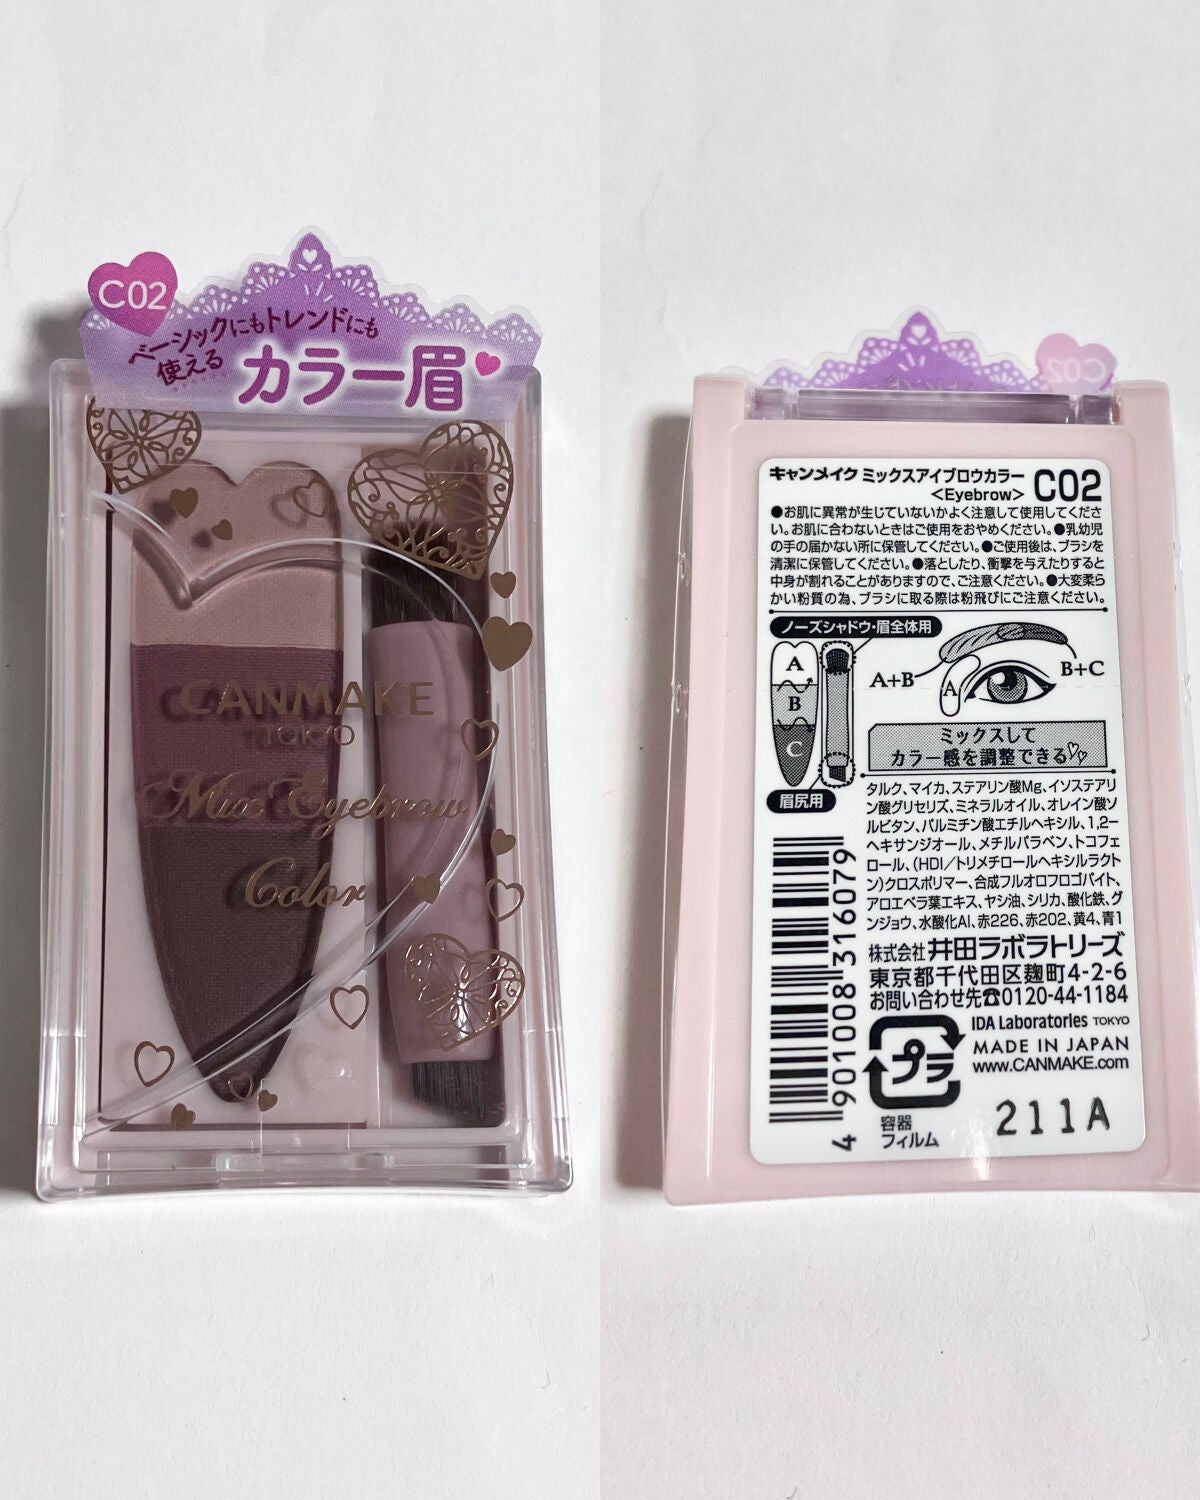 C02
ベーシックにもトレンドにも
使える
カラー眉
CANMAKE
TOKYO
Mix Eyebrow
Color
C02
キャンメイク ミックスアイブロウカラー
<Eyebrow> C02
●お肌に異常が生じていないかよく注意して使用してくださ
い。お肌に合わないときはご使用をおやめください。●乳幼児
の手の届かない所に保管してください。●ご使用後は、ブラシを
清潔に保管してください。●落としたり、衝撃を与えたりすると
中身が割れることがありますので、ご注意ください。●大変柔ら
かい粉質の為、ブラシに取る際は粉飛びにご注意ください。
ノーズシャドウ・眉全体用
A
B
C
眉尻用
A+B
A
B+C
ミックスして
カラー感を調整できる
タルク、マイカ、ステアリン酸Mg、イソステアリ
ン酸グリセリズ、ミネラルオイル、オレイン酸ソ
ルビタン、パルミチン酸エチルヘキシル、1,2-
ヘキサンジオール、メチルパラベン、トコフェ
ロール、(HDI/トリメチロールヘキシルラクト
ン)クロスポリマー、合成フルオロフロゴパイト、
アロエベラ葉エキス、ヤシ油、シリカ、酸化鉄、グ
ンジョウ、水酸化Al、赤226、赤202、黄4、青1
株式会社 井田ラボラトリーズ
東京都千代田区麹町4-2-6
お問い合わせ先☎0120-44-1184
IDA Laboratories TOKYO
MADE IN JAPAN
www.CANMAKE.com
プラ
容器
フィルム
211A
4 901008 316079